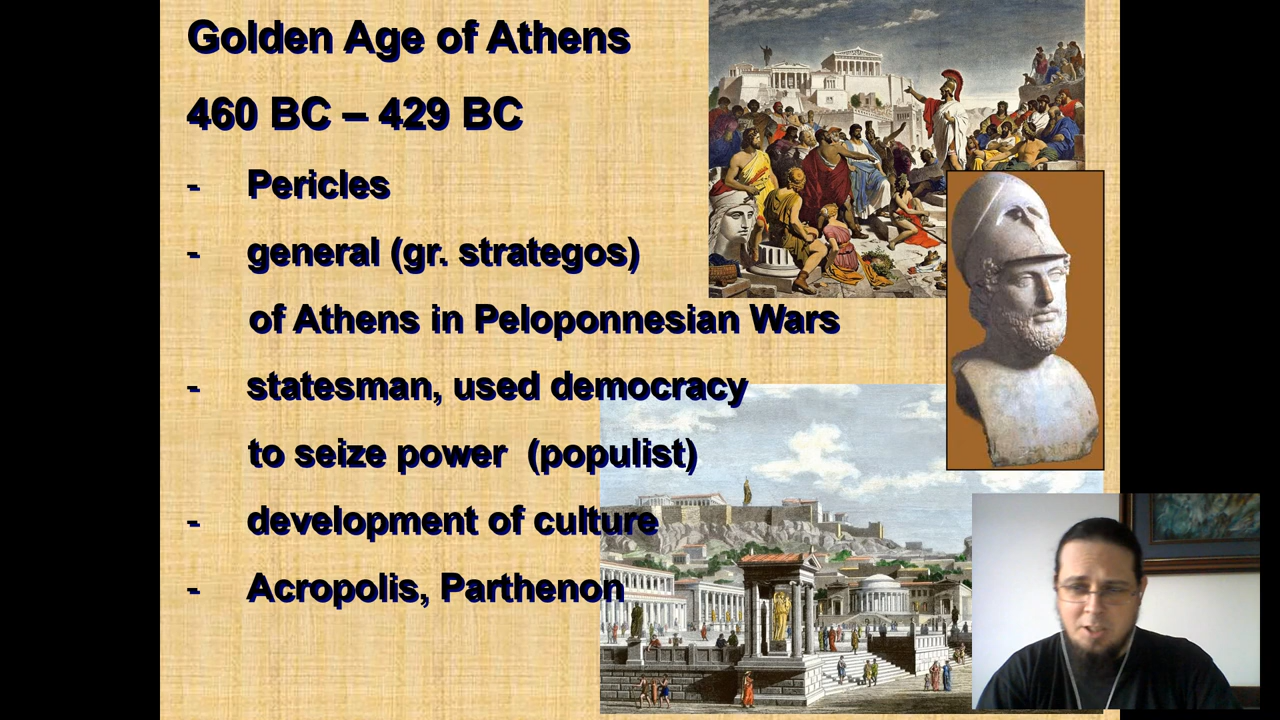 Golden Age of Athens
460 BC – 429 BC
- Pericles
- general (gr. strategos)
of Athens in Peloponnesian Wars
- statesman, used democracy
to seize power (populist)
- development of culture
- Acropolis, Parthenon